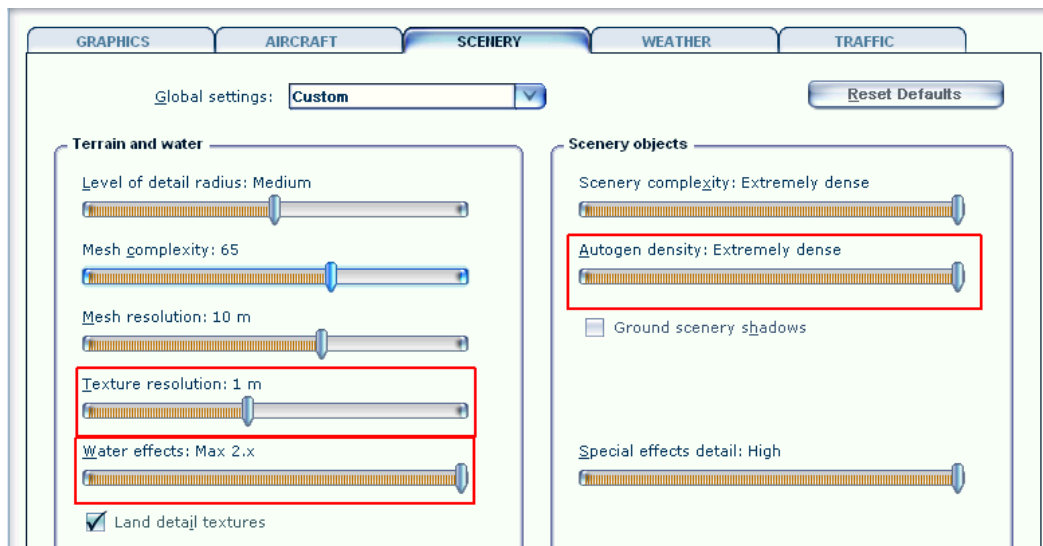 GRAPHICS AIRCRAFT SCENERY WEATHER TRAFFIC
Global settings: Custom Reset Defaults
Terrain and water
Level of detail radius: Medium
Mesh complexity: 65
Mesh resolution: 10 m
Texture resolution: 1 m
Water effects: Max 2.x
Land detail textures
Scenery objects
Scenery complexity: Extremely dense
Autogen density: Extremely dense
Ground scenery shadows
Special effects detail: High